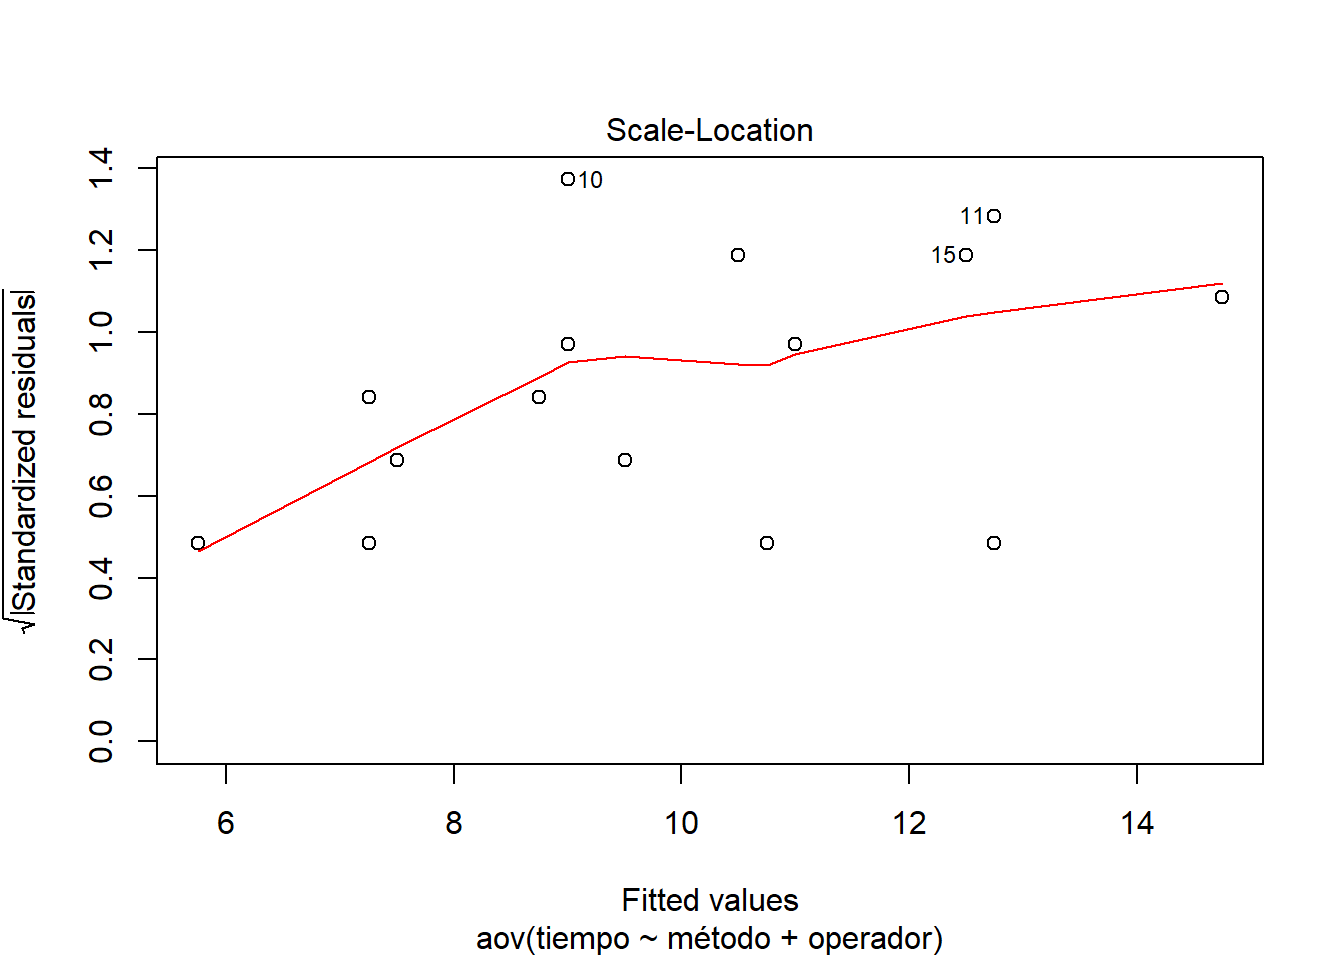 Scale-Location
√|Standardized residuals|
1.4
1.2
1.0
0.8
0.6
0.4
0.2
0.0
10
11
15
6 8 10 12 14
Fitted values
aov(tiempo ~ método + operador)